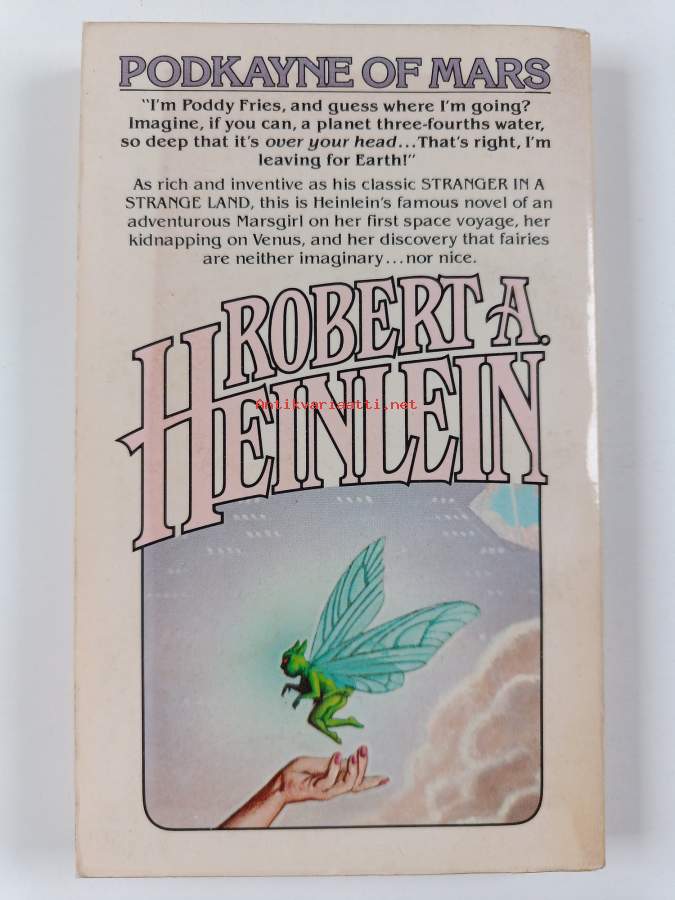 PODKAYNE OF MARS
"I'm Poddy Fries, and guess where I'm going?
Imagine, if you can, a planet three-fourths water,
so deep that it's over your head...That's right, I'm
leaving for Earth!"
As rich and inventive as his classic STRANGER IN A
STRANGE LAND, this is Heinlein's famous novel of an
adventurous Marsgirl on her first space voyage, her
kidnapping on Venus, and her discovery that fairies
are neither imaginary...nor nice.
ROBERT A.
HEINLEIN
Antikvariaatti.net